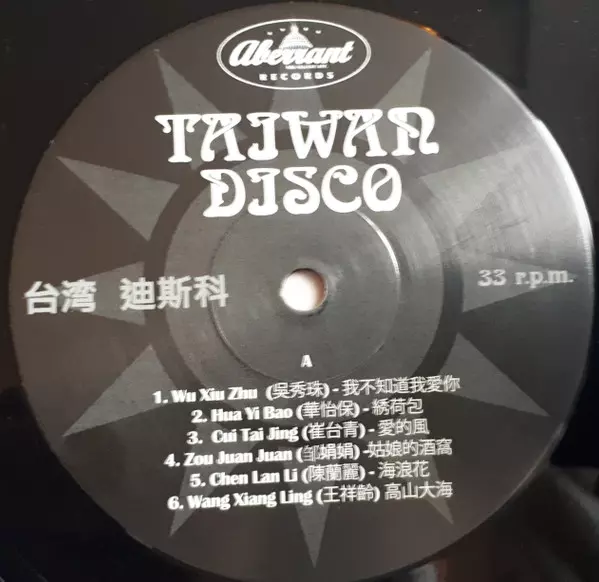 Aberrant
RECORDS
TAIWAN
DISCO
台湾 迪斯科
33 r.p.m.
A
1. Wu Xiu Zhu (吳秀珠) - 我不知道我愛你
2. Hua Yi Bao (華怡保) - 綉荷包
3. Cui Tai Jing (崔台青) - 愛的風
4. Zou Juan Juan (邹娟娟) -姑娘的酒窩
5. Chen Lan Li (陳蘭麗) - 海浪花
6. Wang Xiang Ling (王祥齡) 高山大海